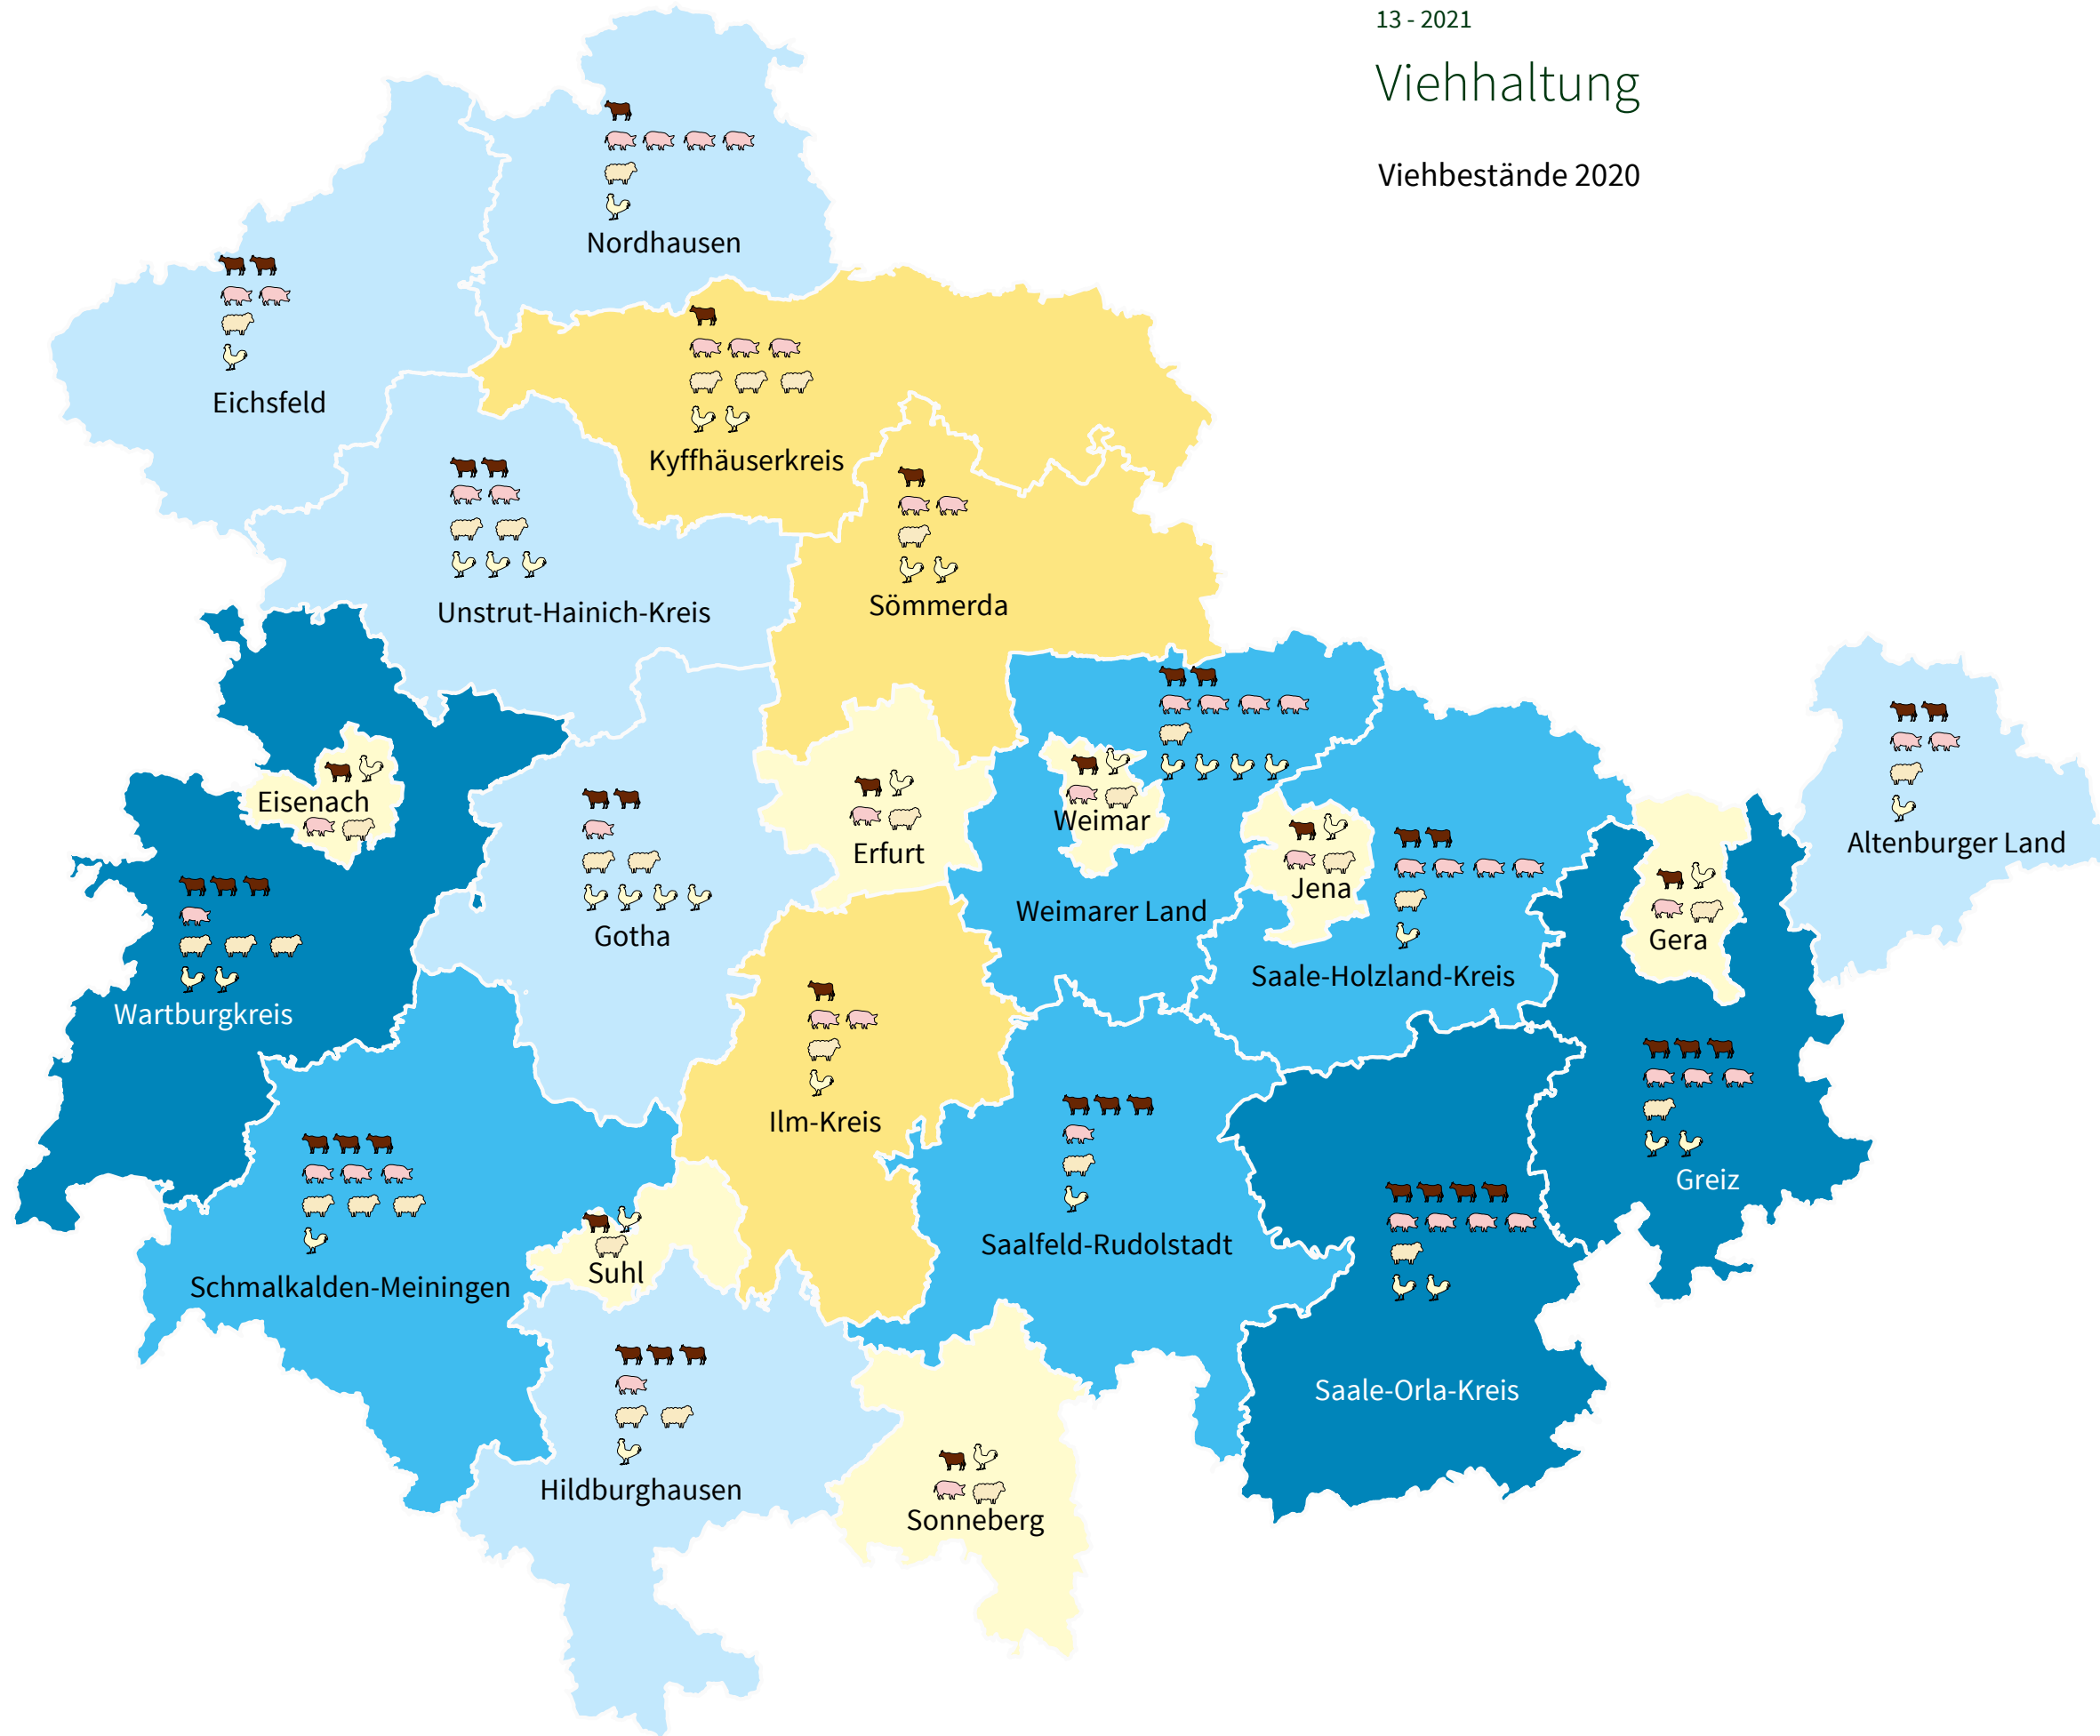 13 - 2021
Viehhaltung
Viehbestände 2020
Nordhausen
Eichsfeld
Kyffhäuserkreis
Unstrut-Hainich-Kreis
Sömmerda
Eisenach
Weimar
Erfurt
Altenburger Land
Jena
Weimarer Land
Gotha
Gera
Saale-Holzland-Kreis
Wartburgkreis
Ilm-Kreis
Greiz
Saalfeld-Rudolstadt
Suhl
Schmalkalden-Meiningen
Saale-Orla-Kreis
Hildburghausen
Sonneberg